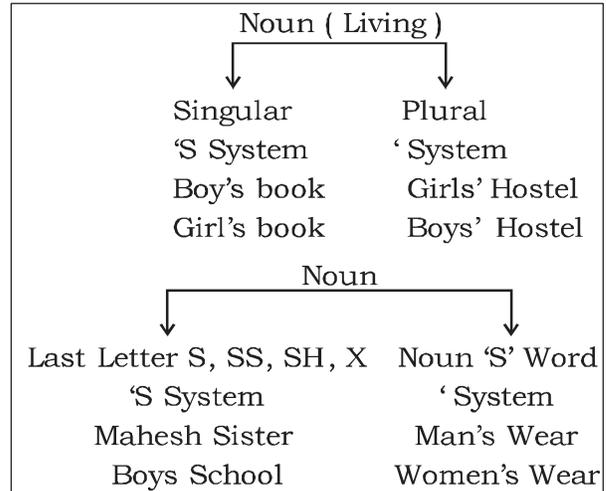 Noun ( Living )
Singular Plural
‘S System ‘ System
Boy’s book Girls’ Hostel
Girl’s book Boys’ Hostel
Noun
Last Letter S, SS, SH, X Noun ‘S’ Word
‘S System ‘ System
Mahesh Sister Man’s Wear
Boys School Women’s Wear